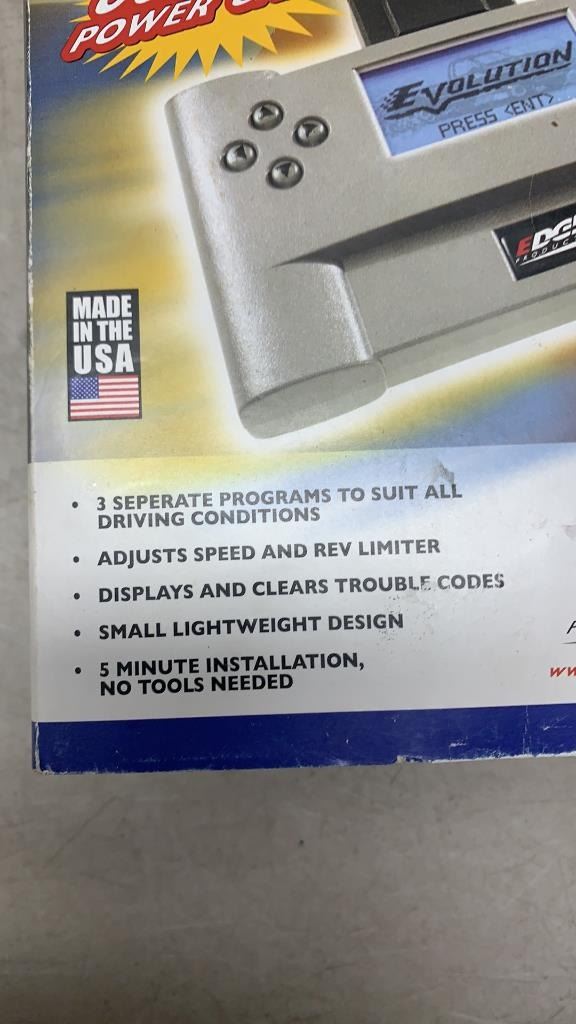 POWER
EVOLUTION
PRESS <ENT>
EDGE
MADE
IN THE
USA
• 3 SEPERATE PROGRAMS TO SUIT ALL
DRIVING CONDITIONS
• ADJUSTS SPEED AND REV LIMITER
• DISPLAYS AND CLEARS TROUBLE CODES
• SMALL LIGHTWEIGHT DESIGN
• 5 MINUTE INSTALLATION,
NO TOOLS NEEDED